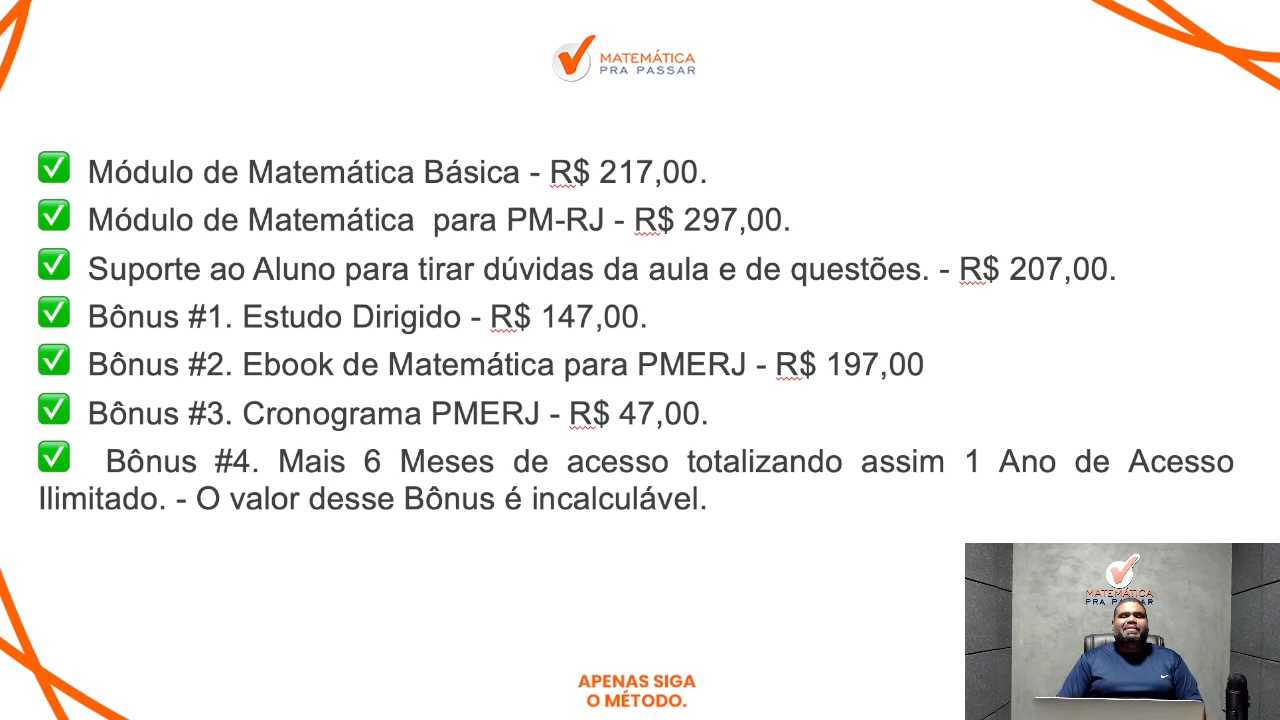 MATEMÁTICA
PRA PASSAR
✅ Módulo de Matemática Básica - R$ 217,00.
✅ Módulo de Matemática  para PM-RJ - R$ 297,00.
✅ Suporte ao Aluno para tirar dúvidas da aula e de questões. - R$ 207,00.
✅ Bônus #1. Estudo Dirigido - R$ 147,00.
✅ Bônus #2. Ebook de Matemática para PMERJ - R$ 197,00
✅ Bônus #3. Cronograma PMERJ - R$ 47,00.
✅ Bônus #4. Mais 6 Meses de acesso totalizando assim 1 Ano de Acesso
Ilimitado. - O valor desse Bônus é incalculável.
MATEMÁTICA
PRA PASSAR
APENAS SIGA
O MÉTODO.